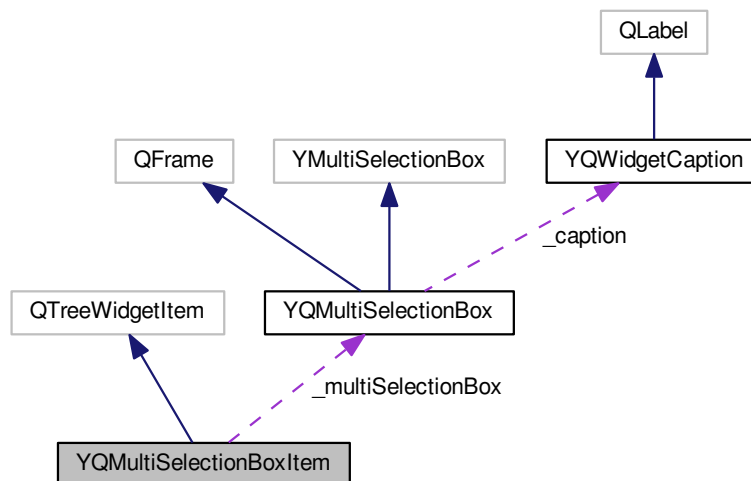 QLabel
QFrame
YMultiSelectionBox
YQWidgetCaption
_caption
QTreeWidgetItem
YQMultiSelectionBox
_multiSelectionBox
YQMultiSelectionBoxItem